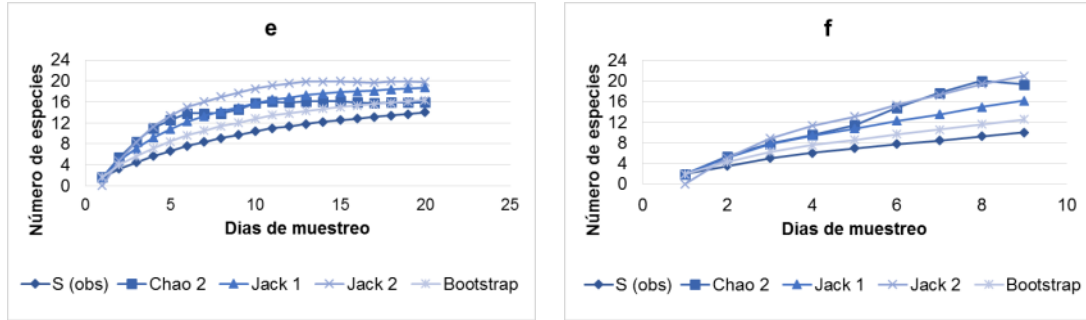 e
Número de especies
24
20
16
12
8
4
0
0 5 10 15 20 25
Dias de muestreo
S (obs) Chao 2 Jack 1 Jack 2 Bootstrap
f
Número de especies
24
20
16
12
8
4
0
0 2 4 6 8 10
Dias de muestreo
S (obs) Chao 2 Jack 1 Jack 2 Bootstrap